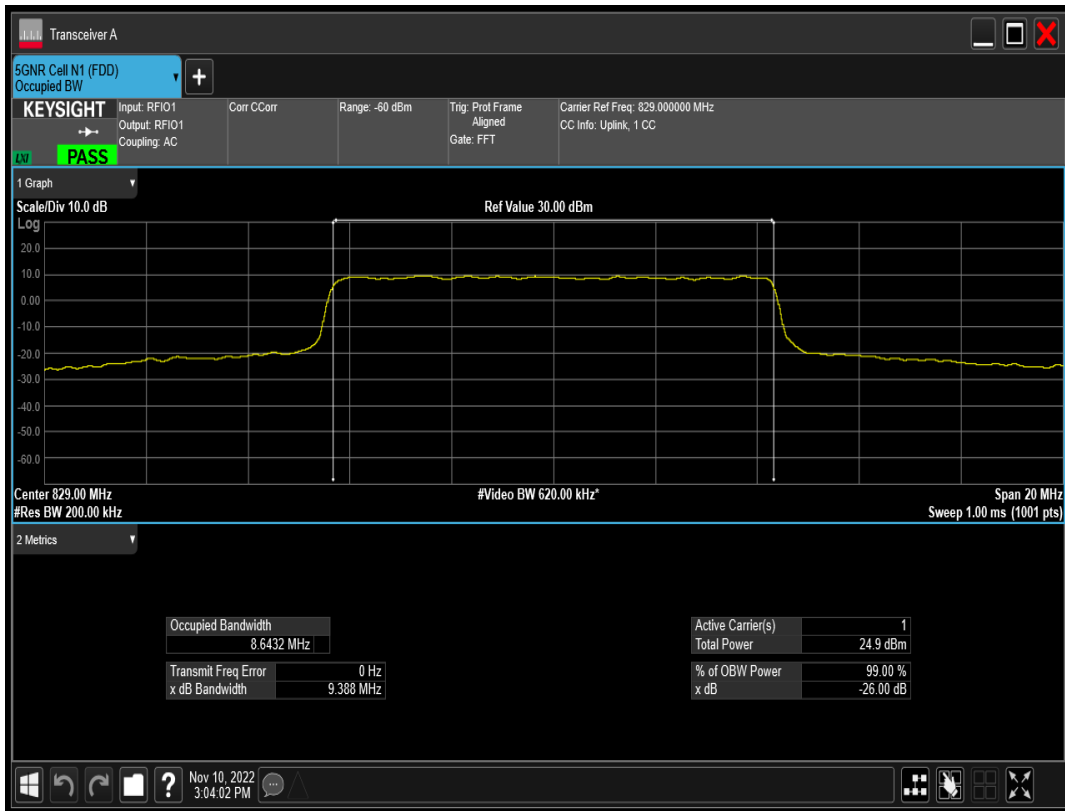 Transceiver A
5GNR Cell N1 (FDD)
Occupied BW
+
KEYSIGHT
Input: RFIO1
Output: RFIO1
Coupling: AC
Corr CCorr
Range: -60 dBm
Trig: Prot Frame
Aligned
Gate: FFT
Carrier Ref Freq: 829.000000 MHz
CC Info: Uplink, 1 CC
LXI
PASS
1 Graph
Scale/Div 10.0 dB
Ref Value 30.00 dBm
Log
20.0
10.0
0.00
-10.0
-20.0
-30.0
-40.0
-50.0
-60.0
Center 829.00 MHz
#Video BW 620.00 kHz*
Span 20 MHz
#Res BW 200.00 kHz
Sweep 1.00 ms (1001 pts)
2 Metrics
Occupied Bandwidth
8.6432 MHz
Transmit Freq Error 0 Hz
x dB Bandwidth 9.388 MHz
Active Carrier(s) 1
Total Power 24.9 dBm
% of OBW Power 99.00 %
x dB -26.00 dB
?
Nov 10, 2022
3:04:02 PM